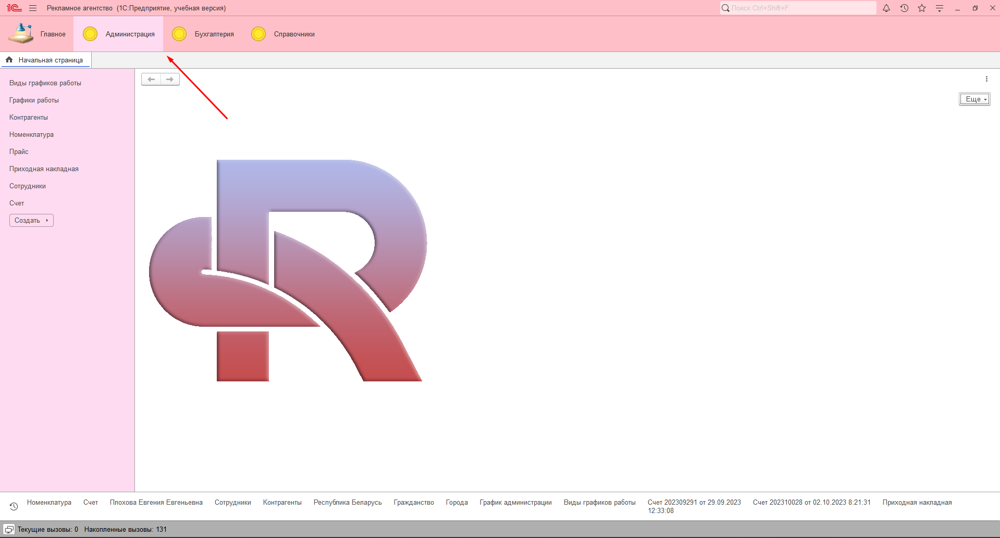 1С Рекламное агентство (1С:Предприятие, учебная версия) Поиск Ctrl+Shift+F
Главное Администрация Бухгалтерия Справочники
Начальная страница
Виды графиков работы
Еще
Графики работы
Контрагенты
Номенклатура
Прайс
Приходная накладная
Сотрудники
Счет
Создать
Номенклатура Счет Плохова Евгения Евгеньевна Сотрудники Контрагенты Республика Беларусь Гражданство Города График администрации Виды графиков работы Счет 202309291 от 29.09.2023 Счет 202310028 от 02.10.2023 8:21:31 Приходная накладная
12:33:08
Текущие вызовы: 0 Накопленные вызовы: 131